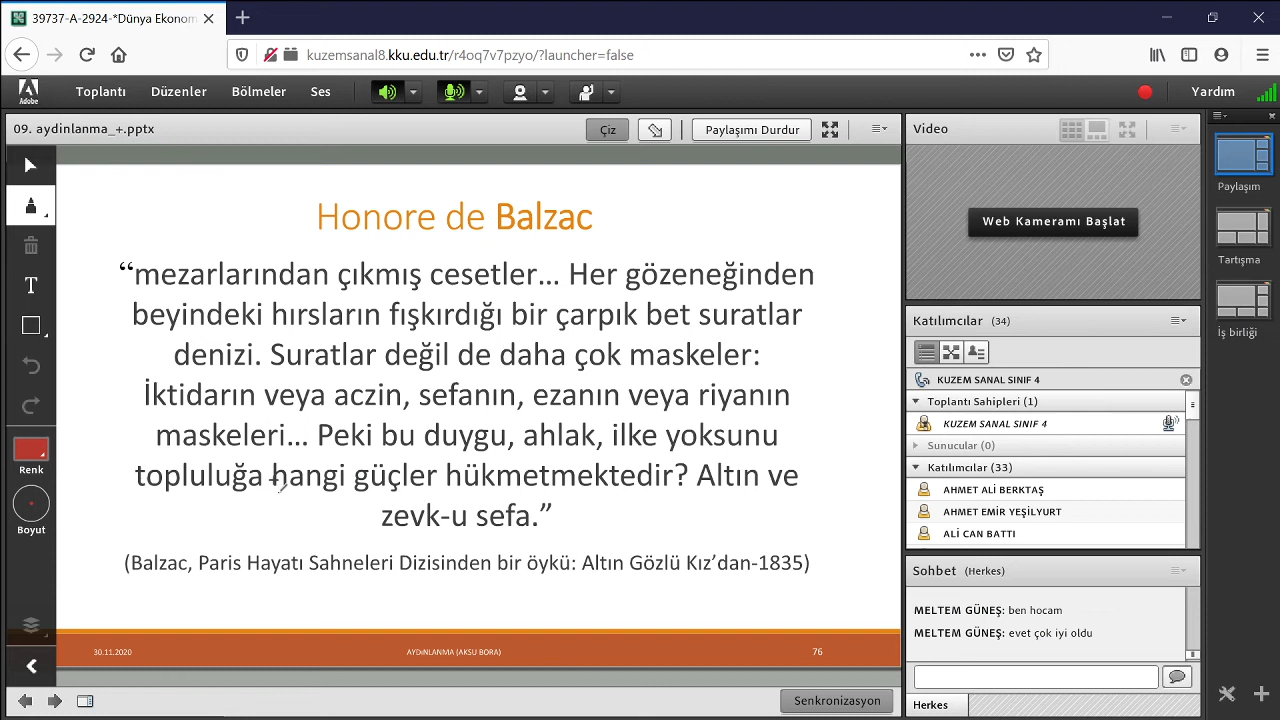 39737-A-2924-*Dünya Ekonom
kuzemsanal8.kku.edu.tr/r4oq7v7pzyo/?launcher=false
Adobe
Toplantı Düzenler Bölmeler Ses Yardım
09. aydinlanma_+.pptx
Çiz
Paylaşımı Durdur
Honore de Balzac
“mezarlarından çıkmış cesetler… Her gözeneğinden
beyindeki hırsların fışkırdığı bir çarpık bet suratlar
denizi. Suratlar değil de daha çok maskeler:
İktidarın veya aczin, sefanın, ezanın veya riyanın
maskeleri… Peki bu duygu, ahlak, ilke yoksunu
topluluğa hangi güçler hükmetmektedir? Altın ve
zevk-u sefa.”
(Balzac, Paris Hayatı Sahneleri Dizisinden bir öykü: Altın Gözlü Kız’dan-1835)
30.11.2020
AYDıNLANMA (AKSU BORA)
76
T
Renk
Boyut
Senkronizasyon
Video
Web Kameramı Başlat
Katılımcılar (34)
KUZEM SANAL SINIF 4
Toplantı Sahipleri (1)
KUZEM SANAL SINIF 4
Sunucular (0)
Katılımcılar (33)
AHMET ALİ BERKTAŞ
AHMET EMİR YEŞİLYURT
ALİ CAN BATTI
Sohbet (Herkes)
MELTEM GÜNEŞ: ben hocam
MELTEM GÜNEŞ: evet çok iyi oldu
Herkes
Paylaşım
Tartışma
İş birliği